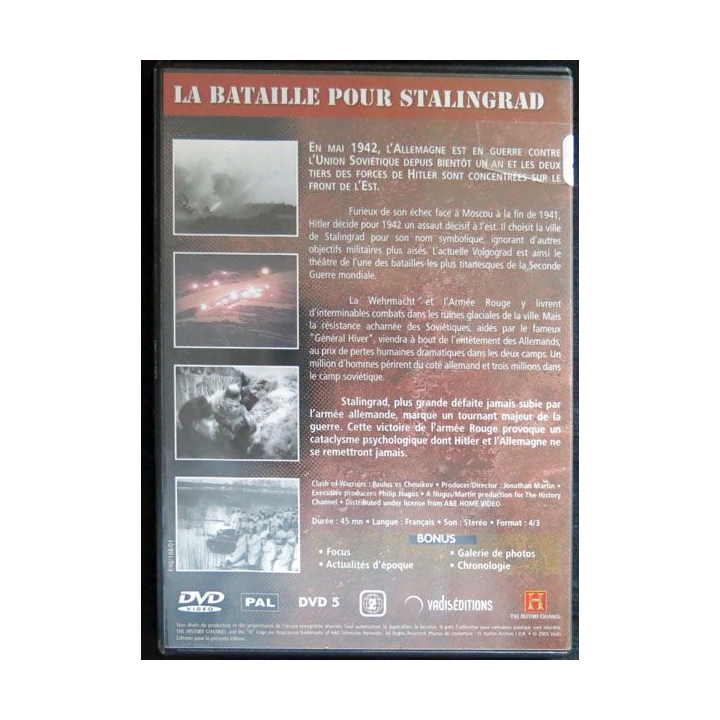 LA BATAILLE POUR STALINGRAD
EN MAI 1942, L'ALLEMAGNE EST EN GUERRE CONTRE
L'UNION SOVIÉTIQUE DEPUIS BIENTÔT UN AN ET LES DEUX
TIERS DES FORCES DE HITLER SONT CONCENTRÉES SUR LE
FRONT DE L'EST.
Furieux de son échec face à Moscou à la fin de 1941,
Hitler décide pour 1942 un assaut décisif à l'est. Il choisit la ville
de Stalingrad pour son nom symbolique, ignorant d'autres
objectifs militaires plus aisés. L'actuelle Volgograd est ainsi le
théâtre de l'une des batailles les plus titanesques de la Seconde
Guerre mondiale.
La Wehrmacht et l'Armée Rouge y livrent
d'interminables combats dans les ruines glaciales de la ville. Mais
la résistance acharnée des Soviétiques, aidés par le fameux
"Général Hiver", viendra à bout de l'entêtement des Allemands,
au prix de pertes humaines dramatiques dans les deux camps. Un
million d'hommes périrent du coté allemand et trois millions dans
le camp soviétique.
Stalingrad, plus grande défaite jamais subie par
l'armée allemande, marque un tournant majeur de la
guerre. Cette victoire de l'armée Rouge provoque un
cataclysme psychologique dont Hitler et l'Allemagne ne
se remettront jamais.
Clash of Warriors : Paulus vs Chouikov • Producer/Director : Jonathan Martin •
Executive producer : Philip Nugus • A Nugus/Martin production for The History
Channel • Distributed under license from A&E HOME VIDEO
Durée : 45 mn • Langue : Français • Son : Stéréo • Format : 4/3
BONUS
• Focus
• Actualités d'époque
• Galerie de photos
• Chronologie
DVD VIDEO
PAL
DVD 5
2
VADISÉDITIONS
H
THE HISTORY CHANNEL